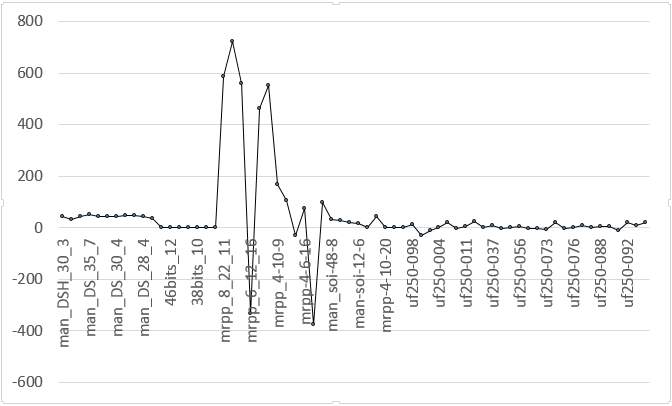 800
600
400
200
0
-200
-400
-600
man_DSH_30_3
man_DS_35_7
man_DS_30_4
man_DS_28_4
46bits_12
38bits_10
mrpp_8_22_11
mrpp_6_12_16
mrpp_4-10-9
mrpp-4-6-16
man_soi-48-8
man-soi-12-6
mrpp-4-10-20
uf250-098
uf250-004
uf250-011
uf250-037
uf250-056
uf250-073
uf250-076
uf250-088
uf250-092